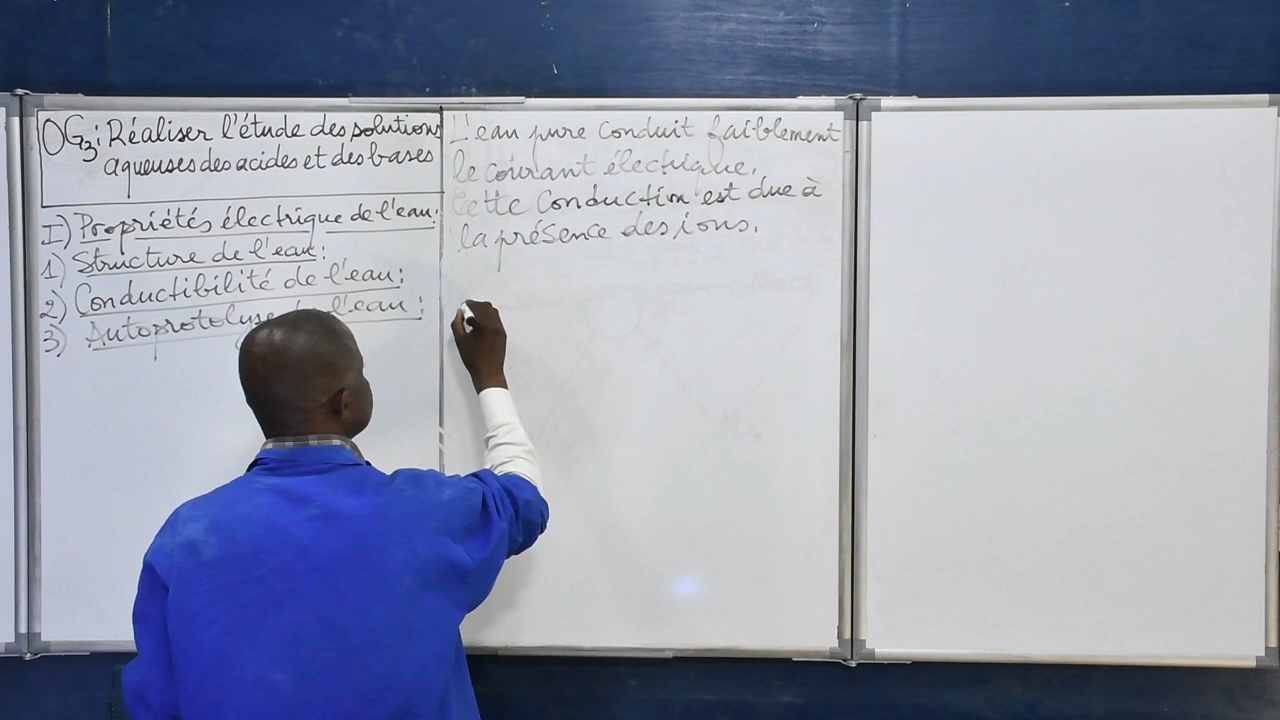 OG3: Réaliser l'étude des solutions
aqueuses des acides et des bases
I) Propriétés électrique de l'eau:
1) Structure de l'eau:
2) Conductibilité de l'eau:
3) Autoprotolyse de l'eau:
L'eau pure conduit faiblement
le courant électrique.
Cette conduction est due à
la présence des ions.